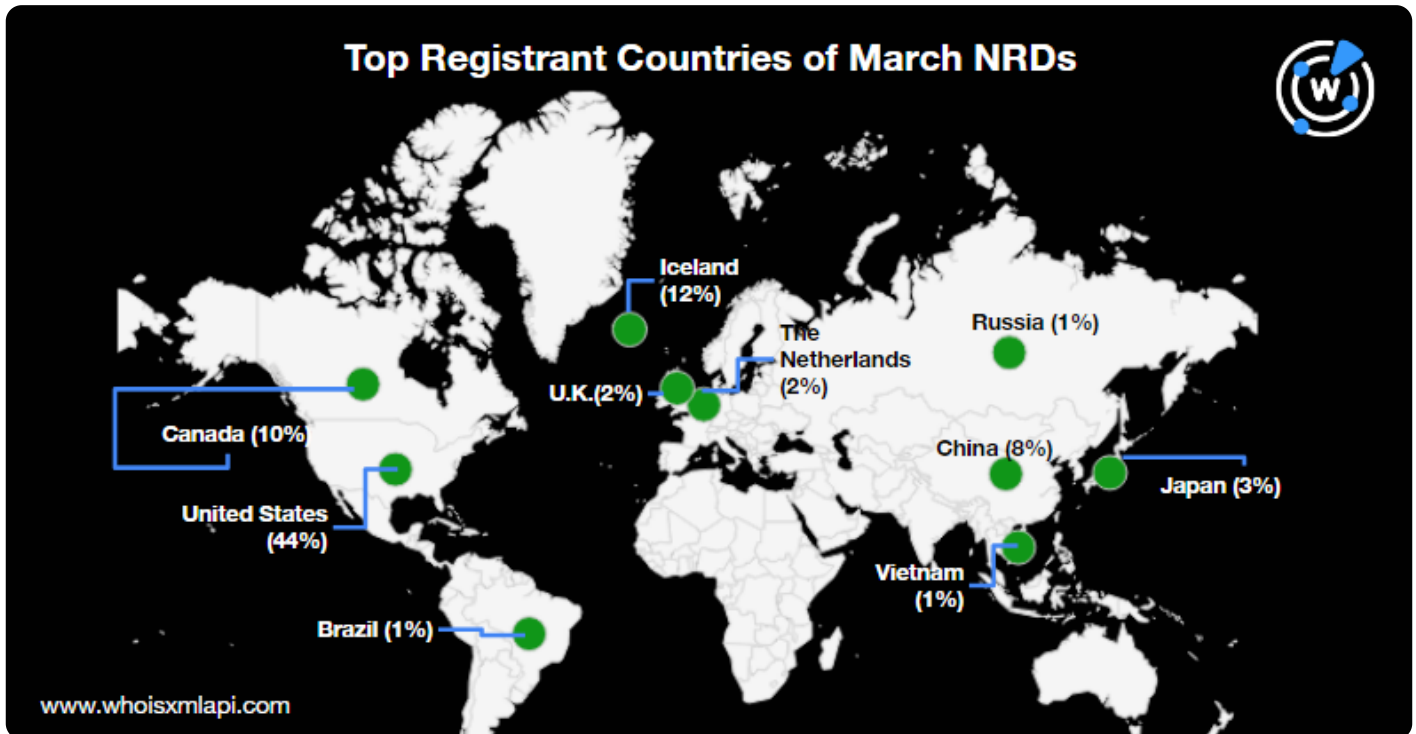 Top Registrant Countries of March NRDs
W
Iceland
(12%)
The
Netherlands
(2%)
Russia (1%)
U.K.(2%)
Canada (10%)
China (8%)
Japan (3%)
United States
(44%)
Vietnam
(1%)
Brazil (1%)
www.whoisxmlapi.com